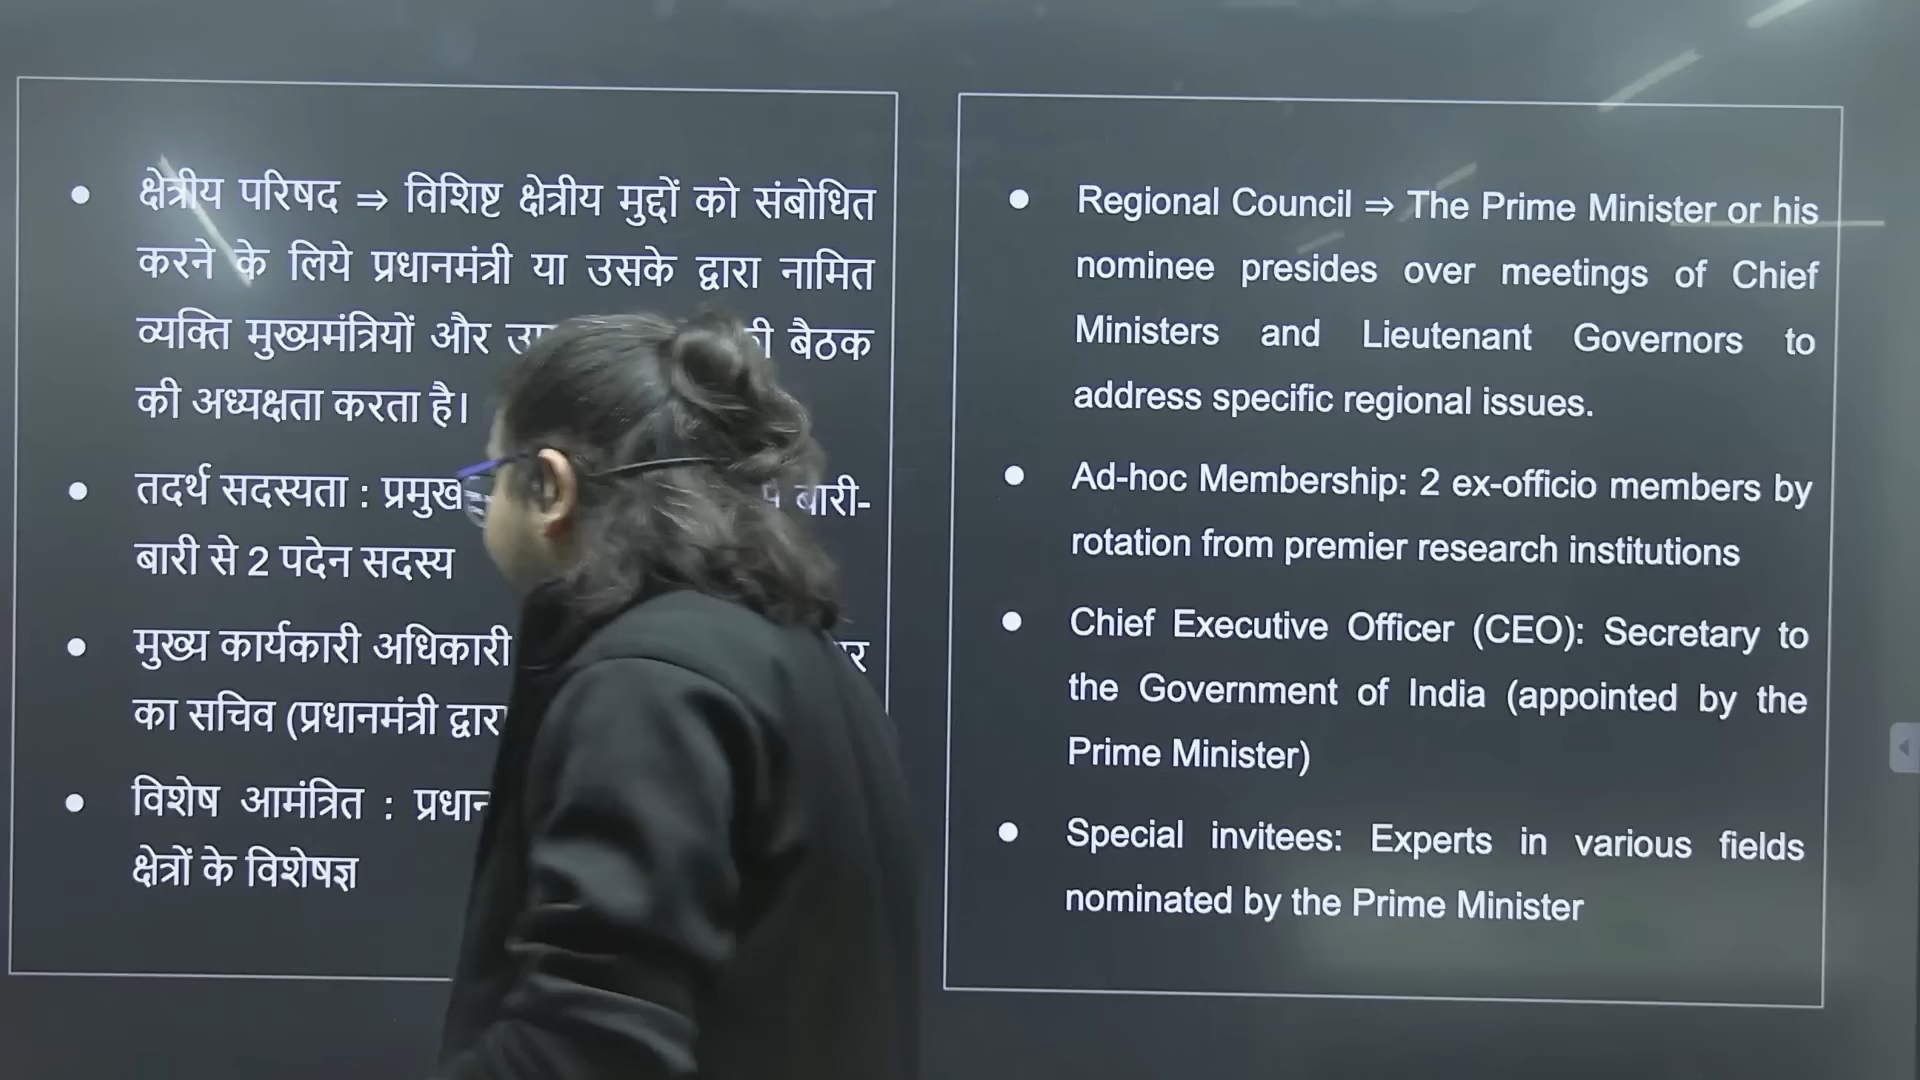 क्षेत्रीय परिषद ⇒ विशिष्ट क्षेत्रीय मुद्दों को संबोधित
करने के लिये प्रधानमंत्री या उसके द्वारा नामित
व्यक्ति मुख्यमंत्रियों और बैठक
की अध्यक्षता करता है।
तदर्थ सदस्यता : प्रमुख बारी-
बारी से 2 पदेन सदस्य
मुख्य कार्यकारी अधिकारी
का सचिव (प्रधानमंत्री द्वारा
विशेष आमंत्रित :
क्षेत्रों के विशेषज्ञ
Regional Council ⇒ The Prime Minister or his
nominee presides over meetings of Chief
Ministers and Lieutenant Governors to
address specific regional issues.
Ad-hoc Membership: 2 ex-officio members by
rotation from premier research institutions
Chief Executive Officer (CEO): Secretary to
the Government of India (appointed by the
Prime Minister)
Special invitees: Experts in various fields
nominated by the Prime Minister